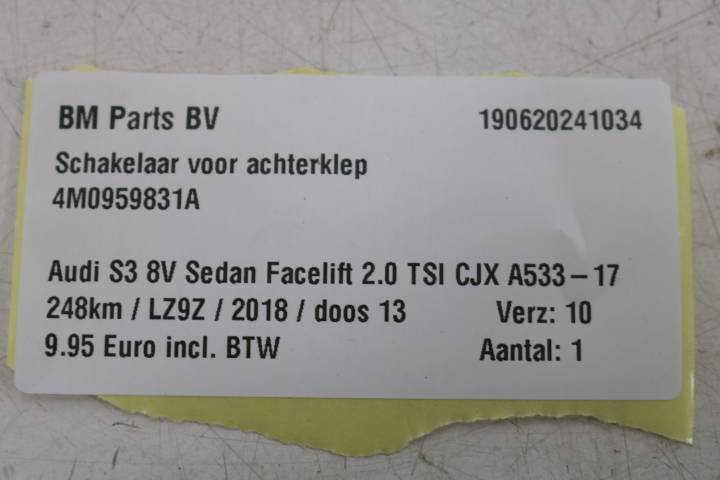 BM Parts BV 190620241034
Schakelaar voor achterklep
4M0959831A
Audi S3 8V Sedan Facelift 2.0 TSI CJX A533-17
248km / LZ9Z / 2018 / doos 13 Verz: 10
9.95 Euro incl. BTW Aantal: 1